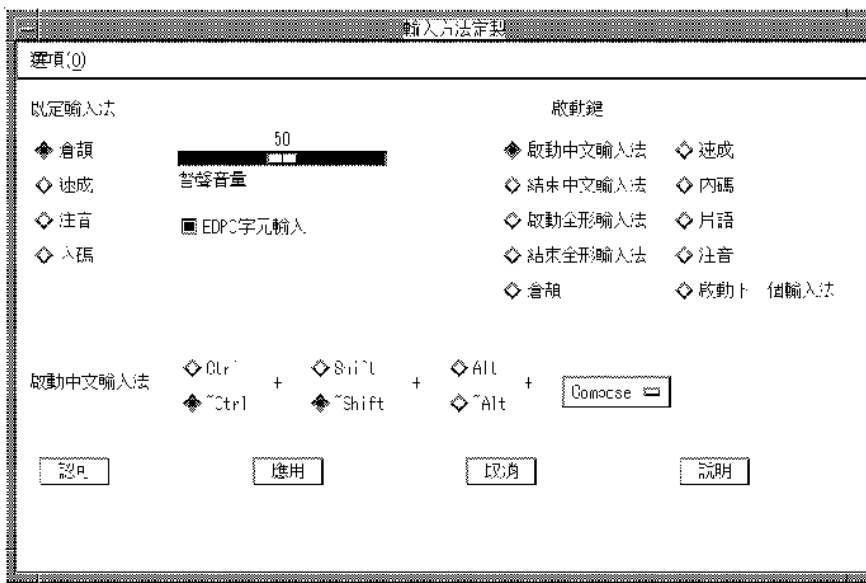 輸入方法定製
選項(O)
既定輸入法
50
啟動鍵
倉頡
啟動中文輸入法 速成
速成
警聲音量
結束中文輸入法 內碼
注音
EDPC字元輸入
啟動全形輸入法 片語
內碼
結束全形輸入法 注音
倉頡 啟動下一個輸入法
啟動中文輸入法
Ctrl + Shift + Alt + Compose
~Ctrl ~Shift ~Alt
認可 應用 取消 說明